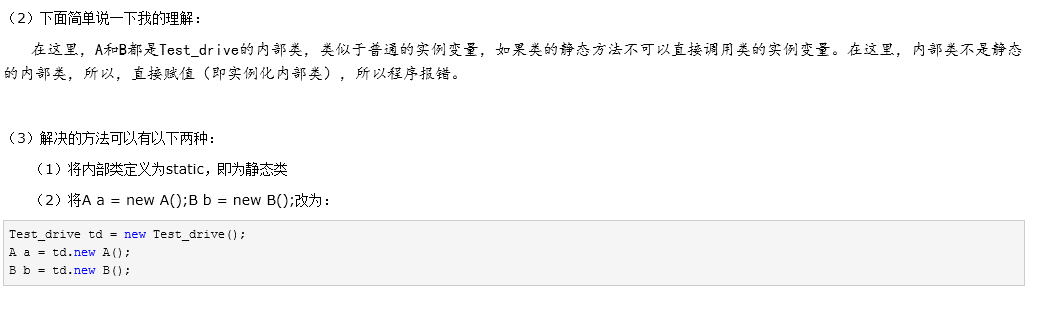 （2）下面简单说一下我的理解：
在这里，A和B都是Test_drive的内部类，类似于普通的实例变量，如果类的静态方法不可以直接调用类的实例变量。在这里，内部类不是静态
的内部类，所以，直接赋值（即实例化内部类），所以程序报错。
（3）解决的方法可以有以下两种：
（1）将内部类定义为static，即为静态类
（2）将A a = new A();B b = new B();改为：
Test_drive td = new Test_drive();
A a = td.new A();
B b = td.new B();